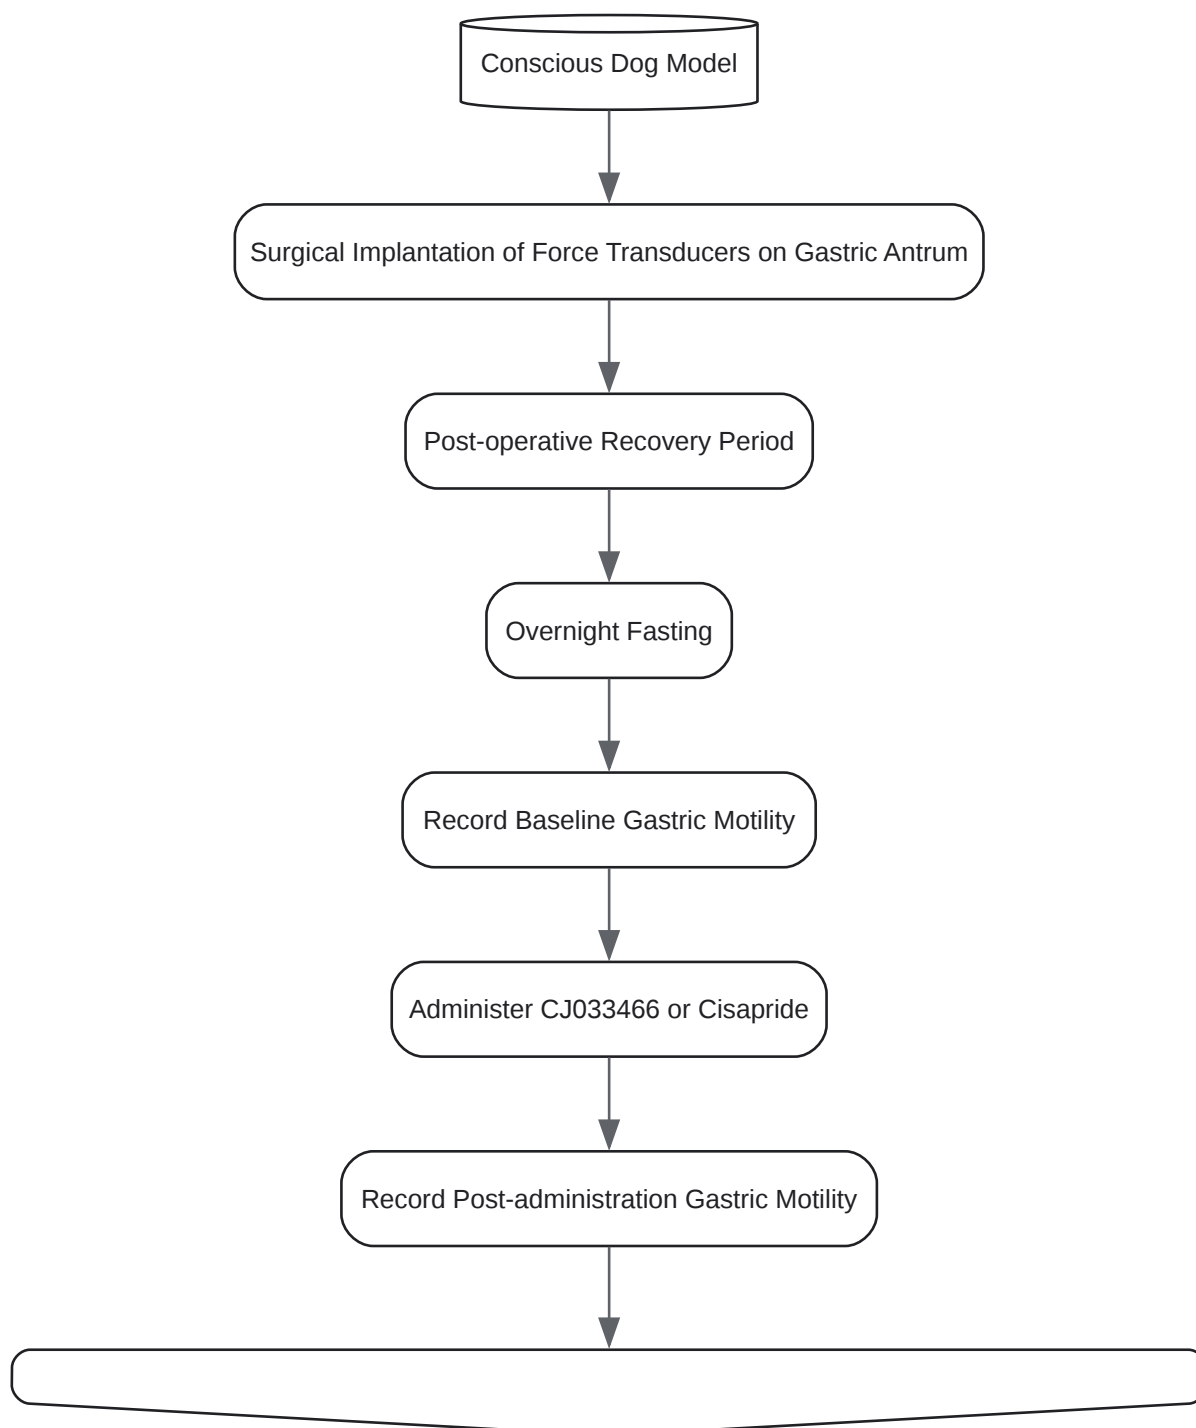 Conscious Dog Model
Surgical Implantation of Force Transducers on Gastric Antrum
Post-operative Recovery Period
Overnight Fasting
Record Baseline Gastric Motility
Administer CJ033466 or Cisapride
Record Post-administration Gastric Motility